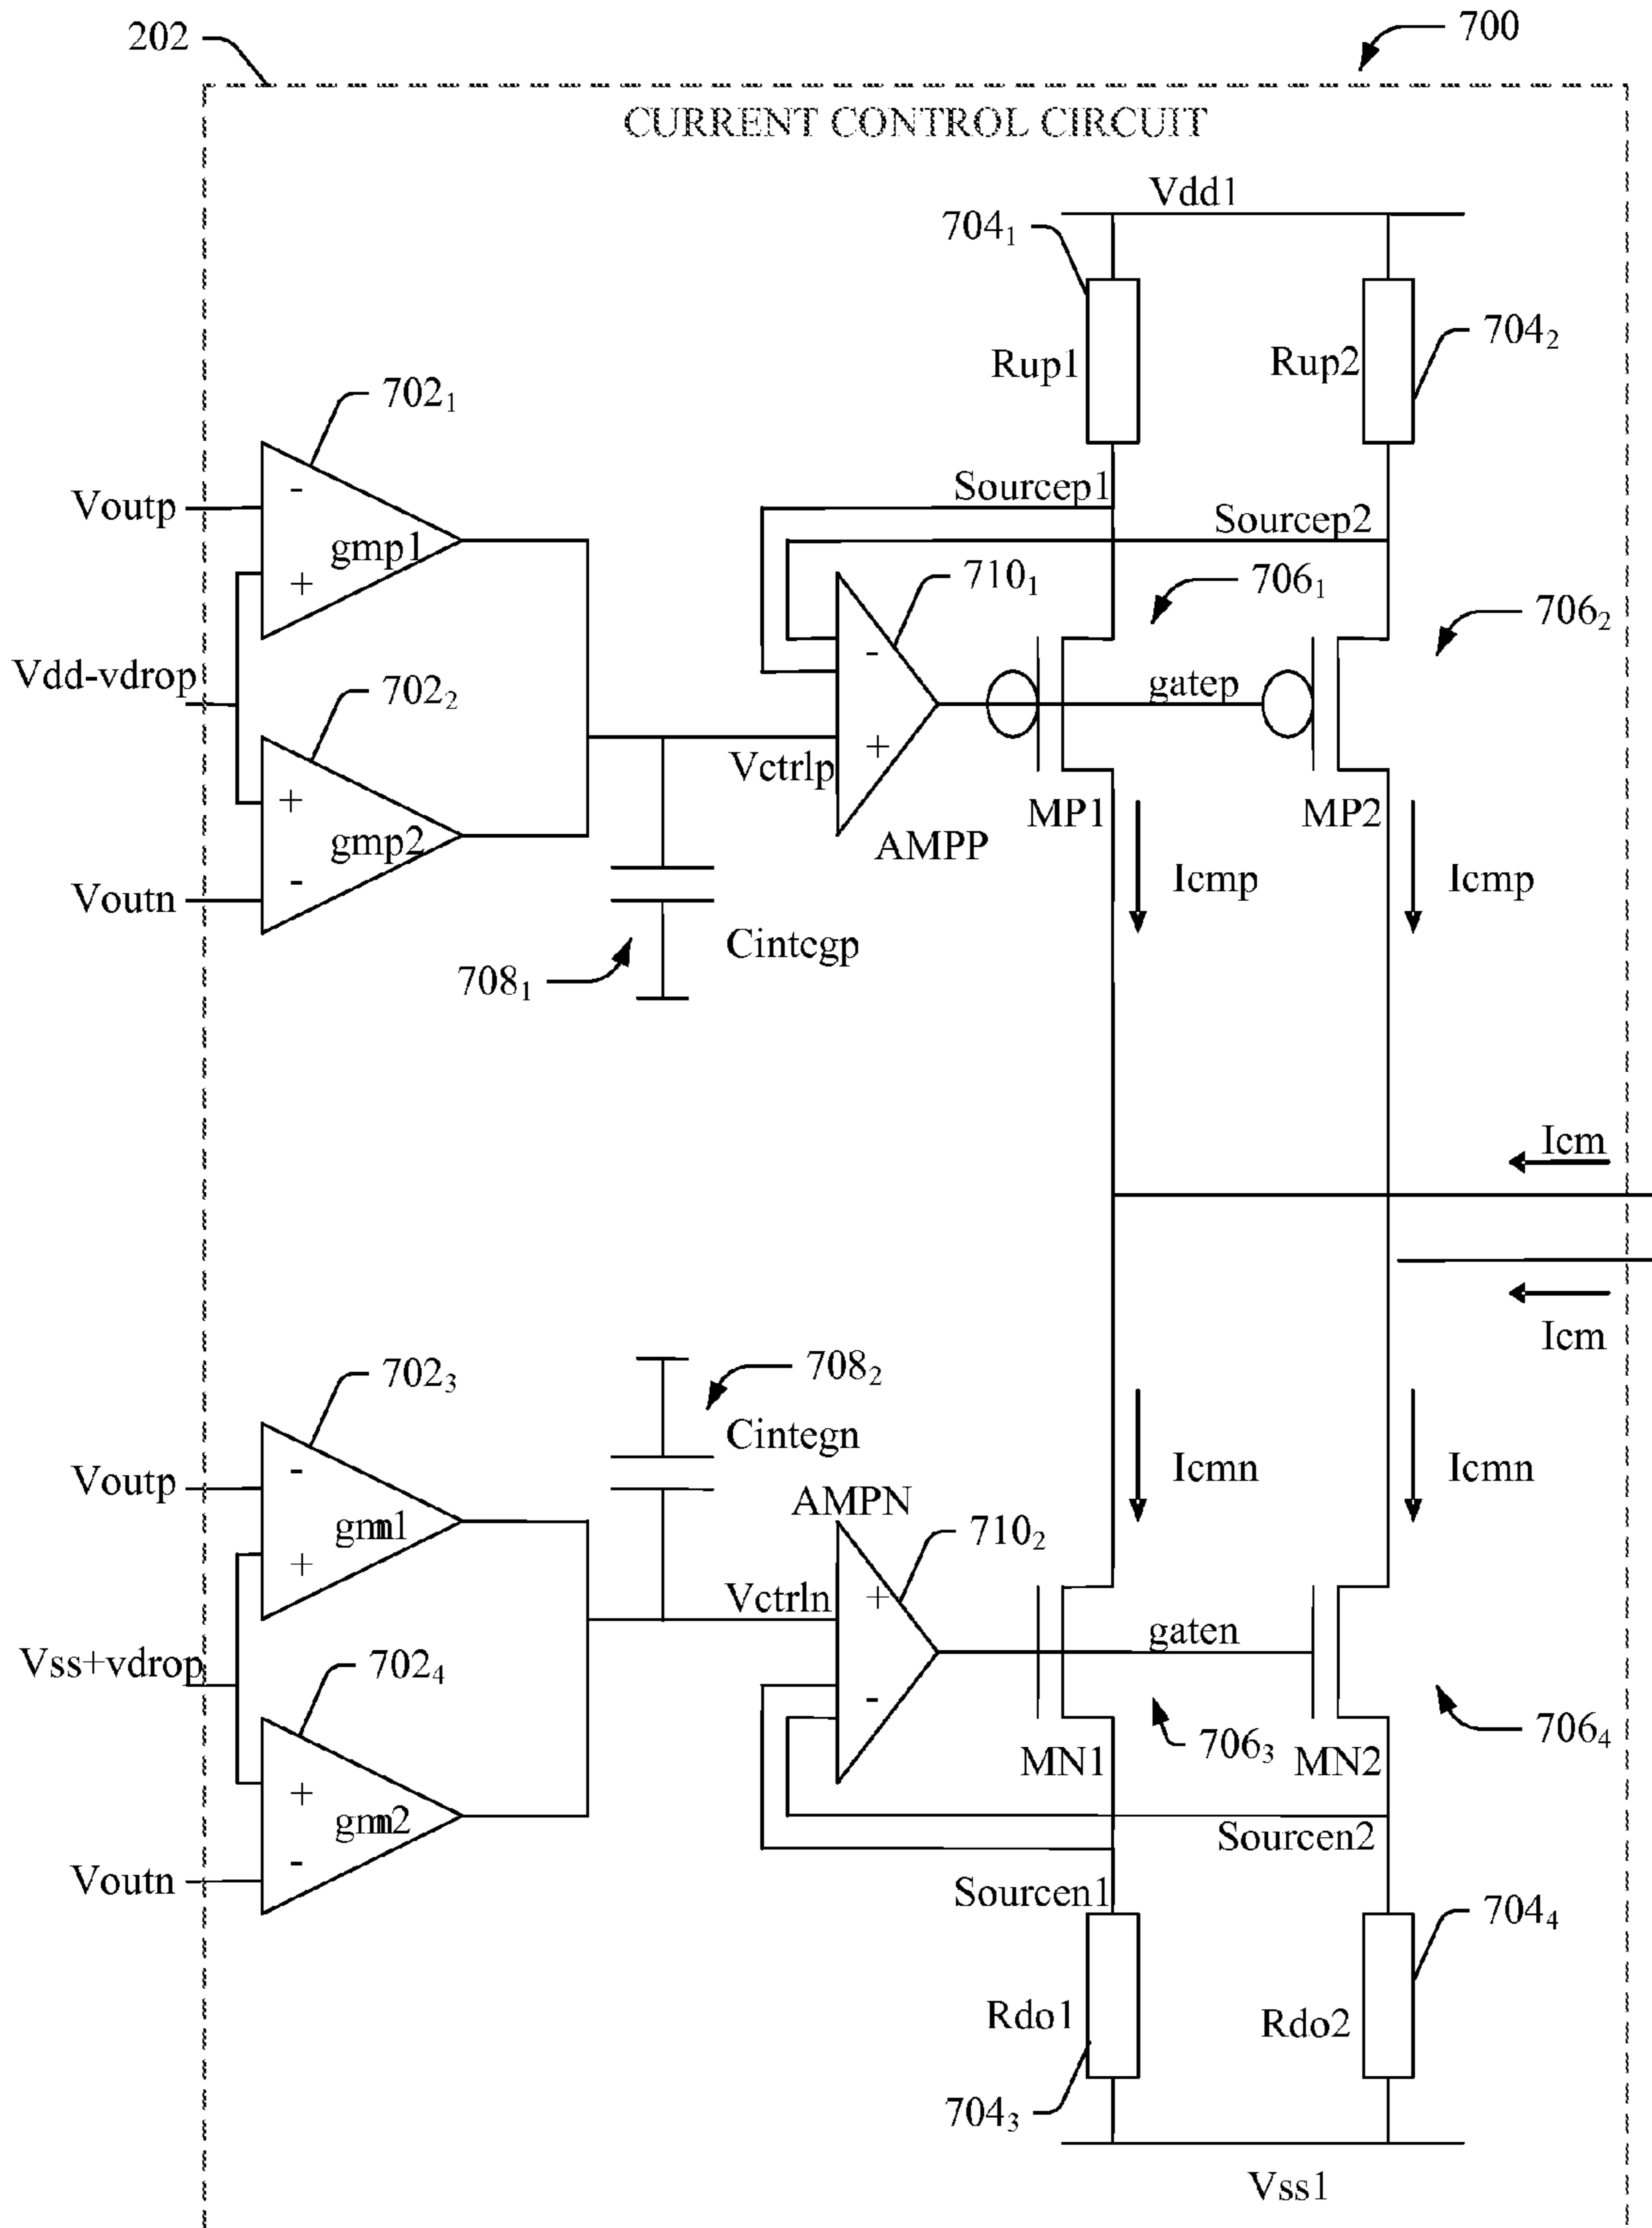 202
700
CURRENT CONTROL CIRCUIT
Vdd1
704₁
704₂
Rup1
Rup2
702₁
Voutp
-
gmp1
+
Sourcep1
Sourcep2
710₁
706₁
706₂
Vdd-vdrop
702₂
-
gatep
+
Vctrlp
+
gmp2
-
AMPP
MP1
MP2
Voutn
Icmp
Icmp
Cintcgp
708₁
Icm
Icm
708₂
702₃
Cintegn
Voutp
-
gmn1
+
AMPN
710₂
Icmn
Icmn
Vctrln
+
gaten
Vss+vdrop
702₄
-
706₃
706₄
MN1
MN2
+
gmn2
-
Voutn
Sourcen2
Sourcen1
704₄
Rdo1
Rdo2
704₃
Vss1